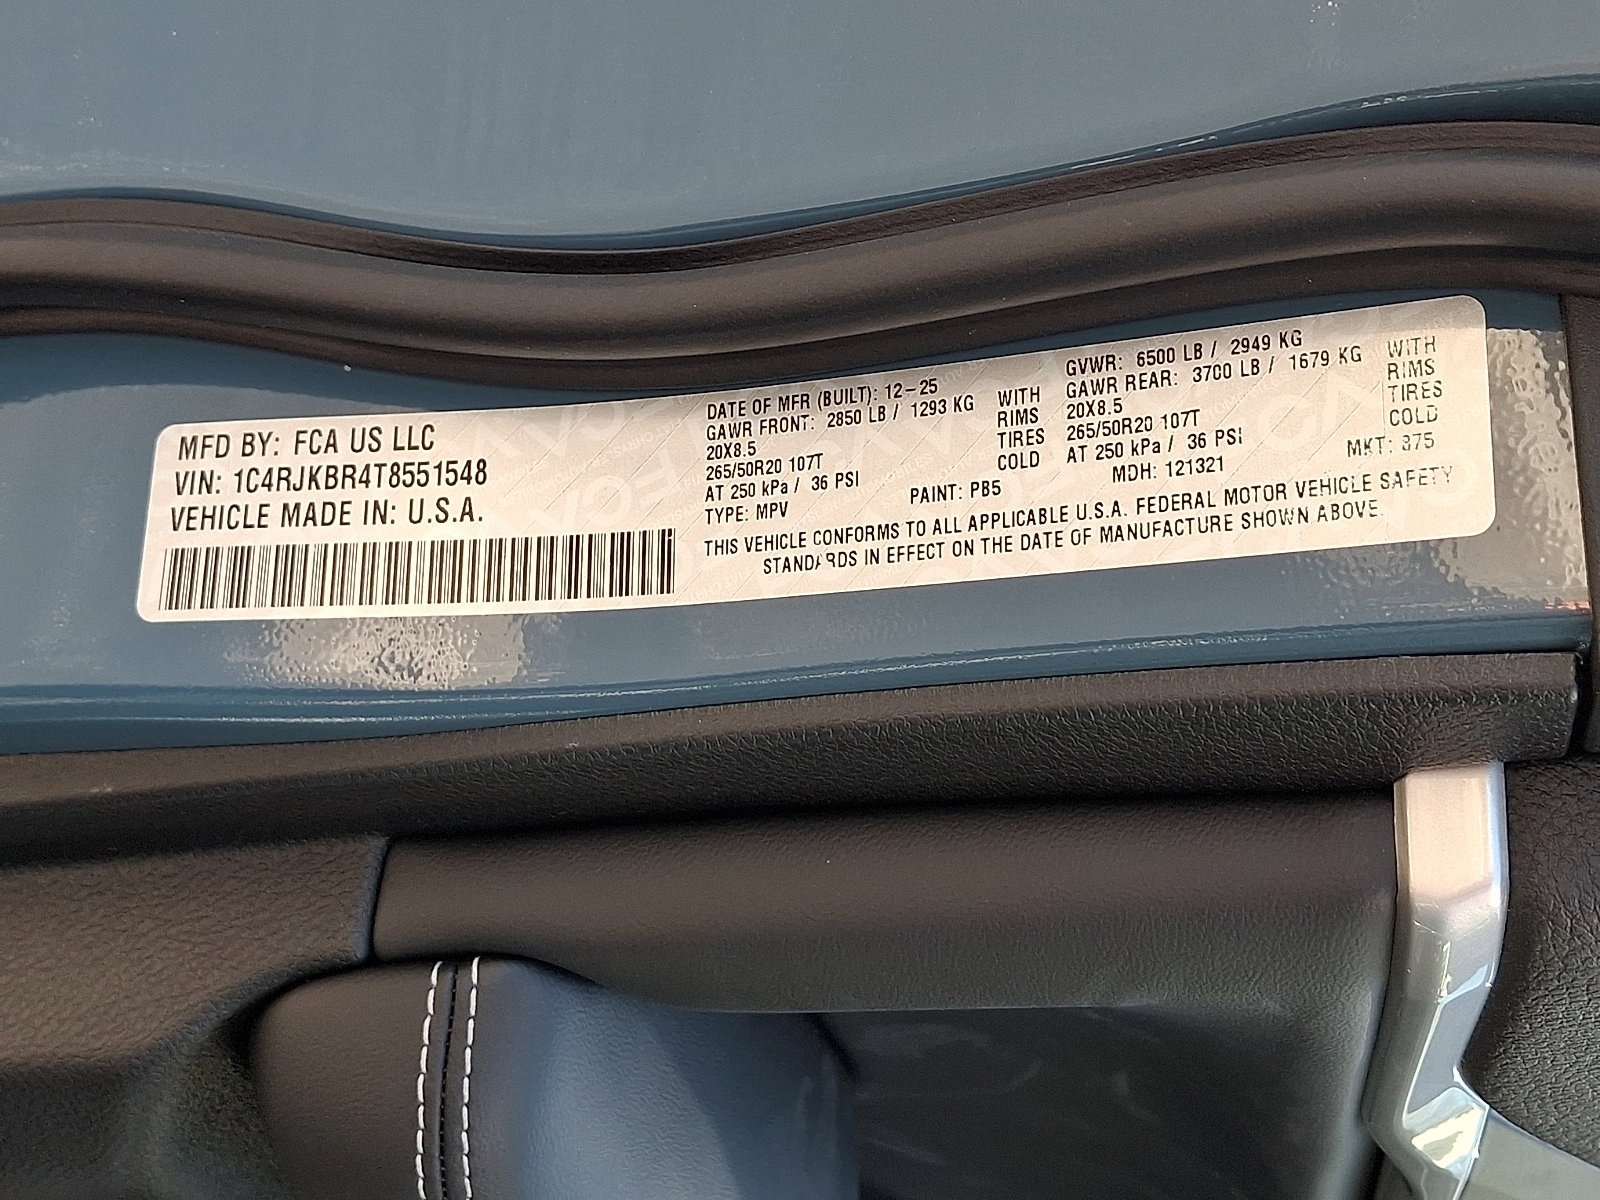 MFD BY: FCA US LLC
VIN: 1C4RJKBR4T8551548
VEHICLE MADE IN: U.S.A.
DATE OF MFR (BUILT): 12-25
GAWR FRONT: 2850 LB / 1293 KG WITH
20X8.5 RIMS
265/50R20 107T TIRES
AT 250 kPa / 36 PSI COLD
TYPE: MPV PAINT: PB5
GVWR: 6500 LB / 2949 KG
GAWR REAR: 3700 LB / 1679 KG WITH
20X8.5 RIMS
265/50R20 107T TIRES
AT 250 kPa / 36 PSI COLD
MDH: 121321 MKT: 875
THIS VEHICLE CONFORMS TO ALL APPLICABLE U.S.A. FEDERAL MOTOR VEHICLE SAFETY
STANDARDS IN EFFECT ON THE DATE OF MANUFACTURE SHOWN ABOVE.